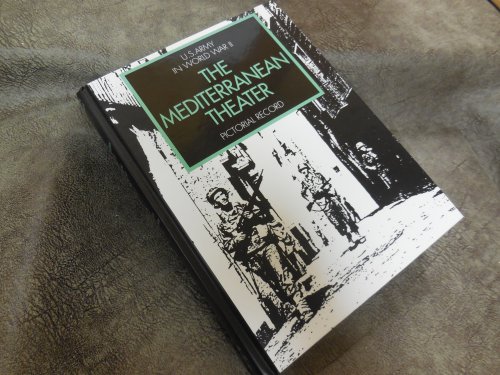 U.S. ARMY
IN WORLD WAR II
THE
MEDITERRANEAN
THEATER
PICTORIAL RECORD